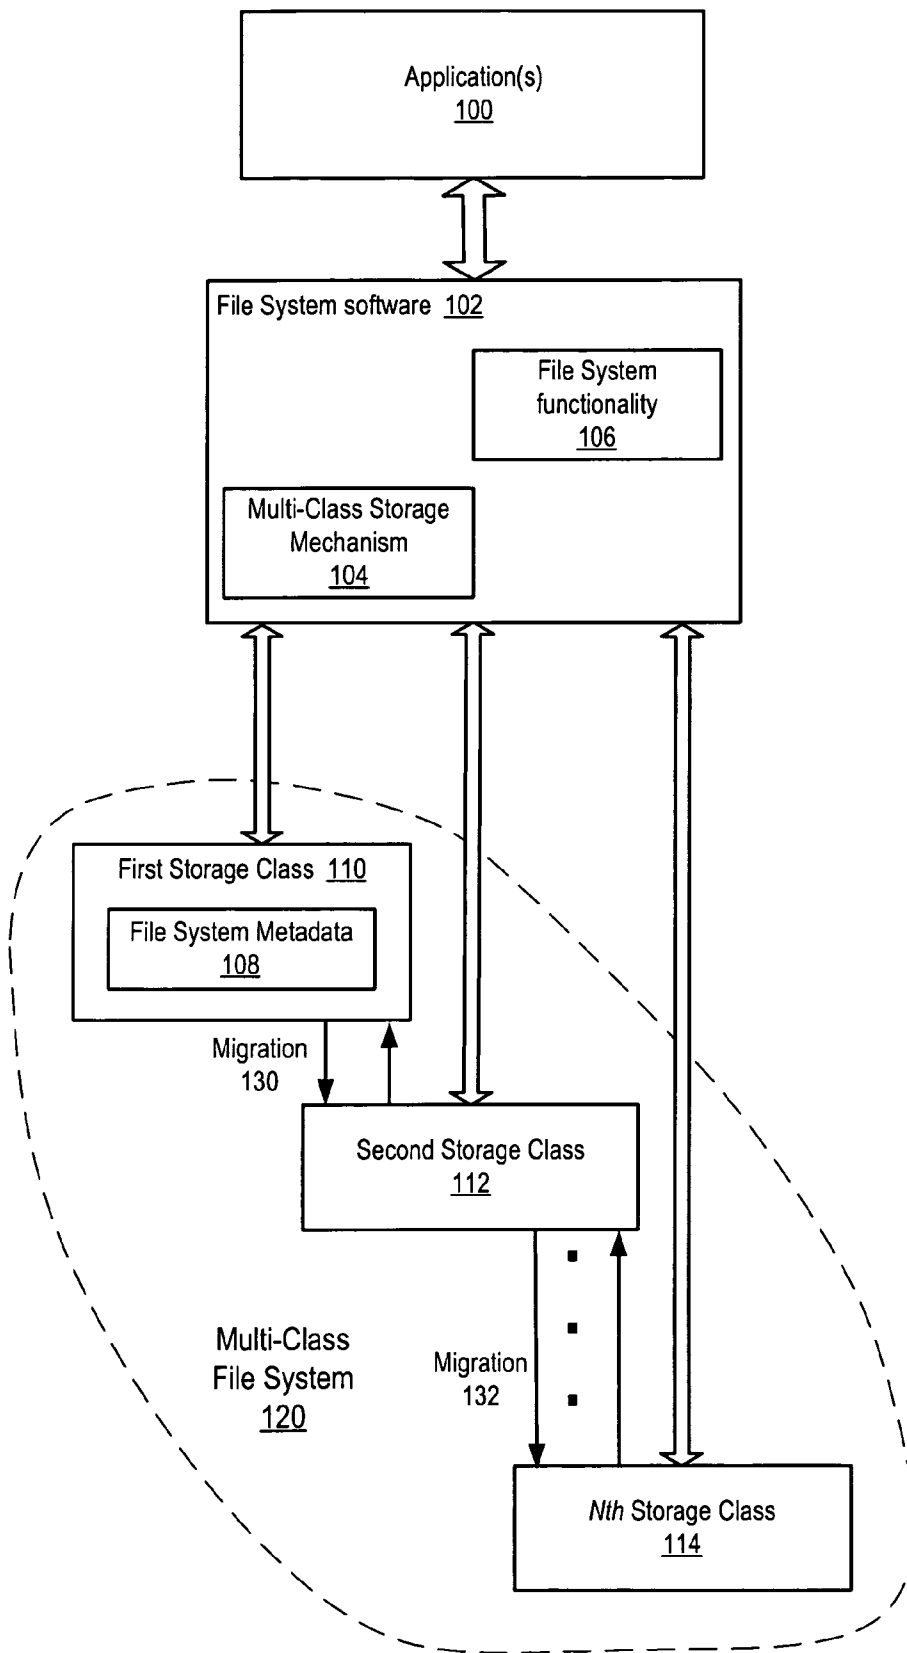 Application(s)
100
File System software 102
File System
functionality
106
Multi-Class Storage
Mechanism
104
First Storage Class 110
File System Metadata
108
Migration
130
Second Storage Class
112
Multi-Class
File System
120
Migration
132
Nth Storage Class
114